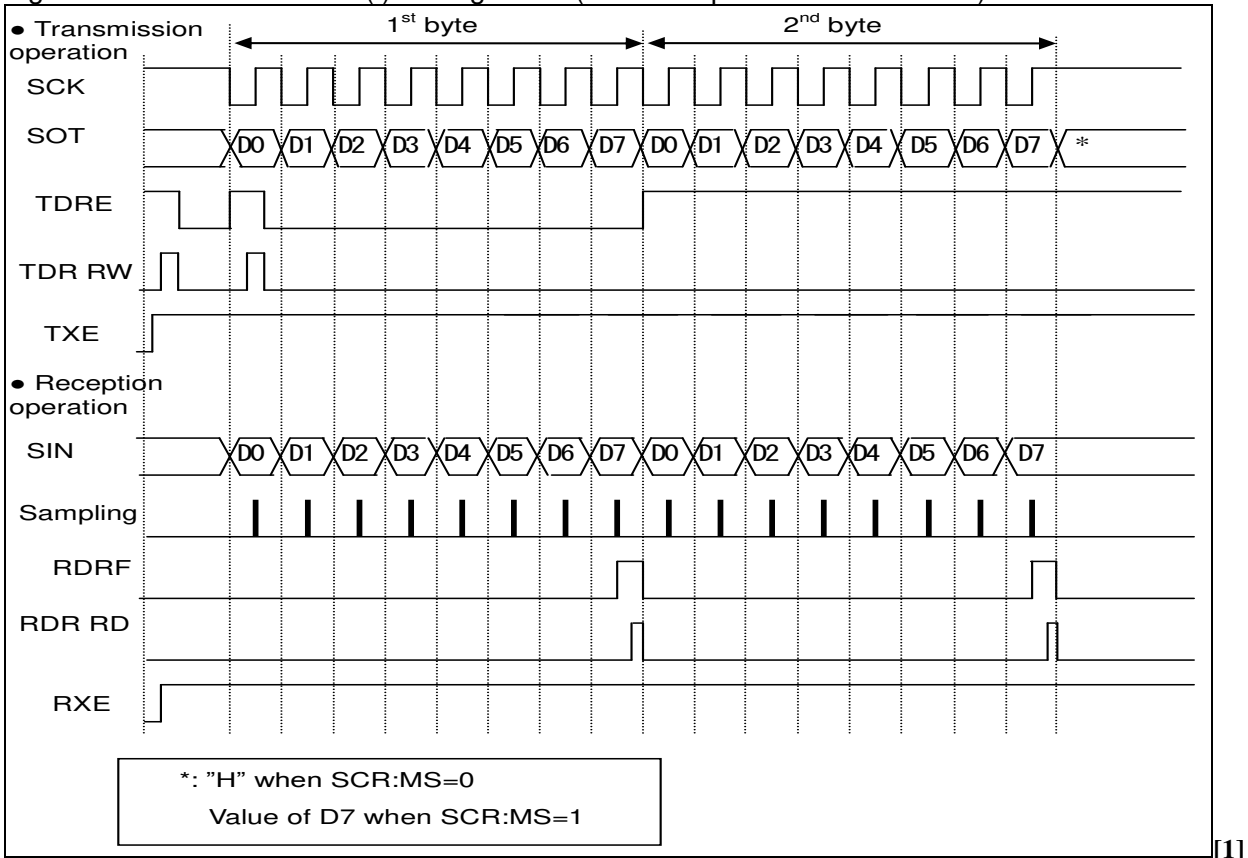 ● Transmission operation
1st byte 2nd byte
SCK
SOT D0 D1 D2 D3 D4 D5 D6 D7 D0 D1 D2 D3 D4 D5 D6 D7 *
TDRE
TDR RW
TXE
● Reception operation
SIN D0 D1 D2 D3 D4 D5 D6 D7 D0 D1 D2 D3 D4 D5 D6 D7
Sampling
RDRF
RDR RD
RXE
*: ”H” when SCR:MS=0
Value of D7 when SCR:MS=1
[1]